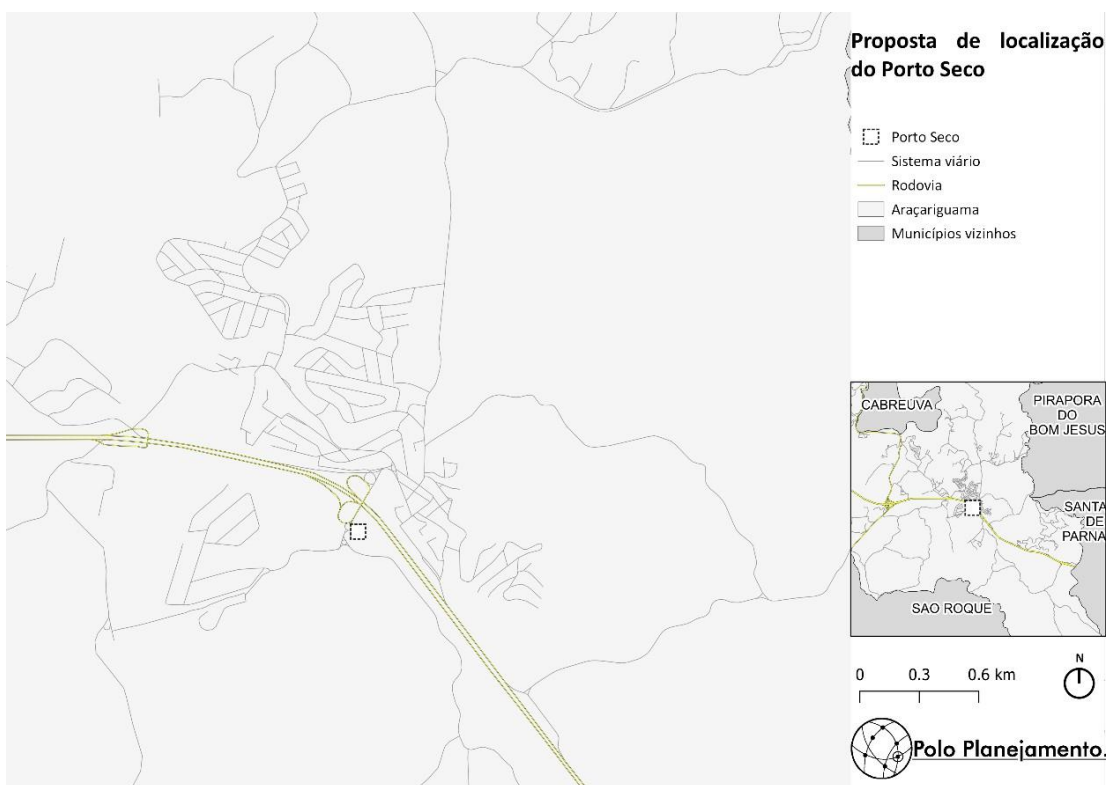 Proposta de localização
do Porto Seco
Porto Seco
Sistema viário
Rodovia
Araçariguama
Municípios vizinhos
CABREÚVA
PIRAPORA
DO
BOM JESUS
SANTA
DE
PARNA
SAO ROQUE
0 0.3 0.6 km
N
Polo Planejamento.